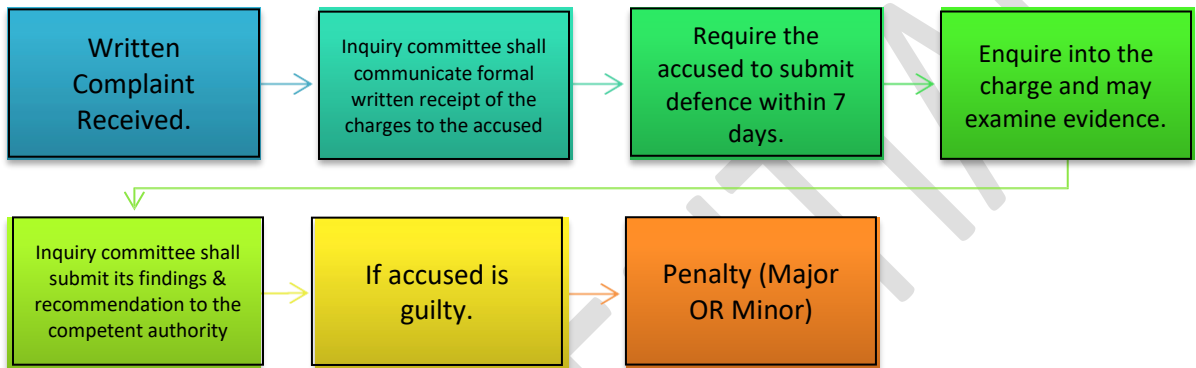 Written
Complaint
Received.
Inquiry committee shall
communicate formal
written receipt of the
charges to the accused
Require the
accused to submit
defence within 7
days.
Enquire into the
charge and may
examine evidence.
Inquiry committee shall
submit its findings &
recommendation to the
competent authority
If accused is
guilty.
Penalty (Major
OR Minor)